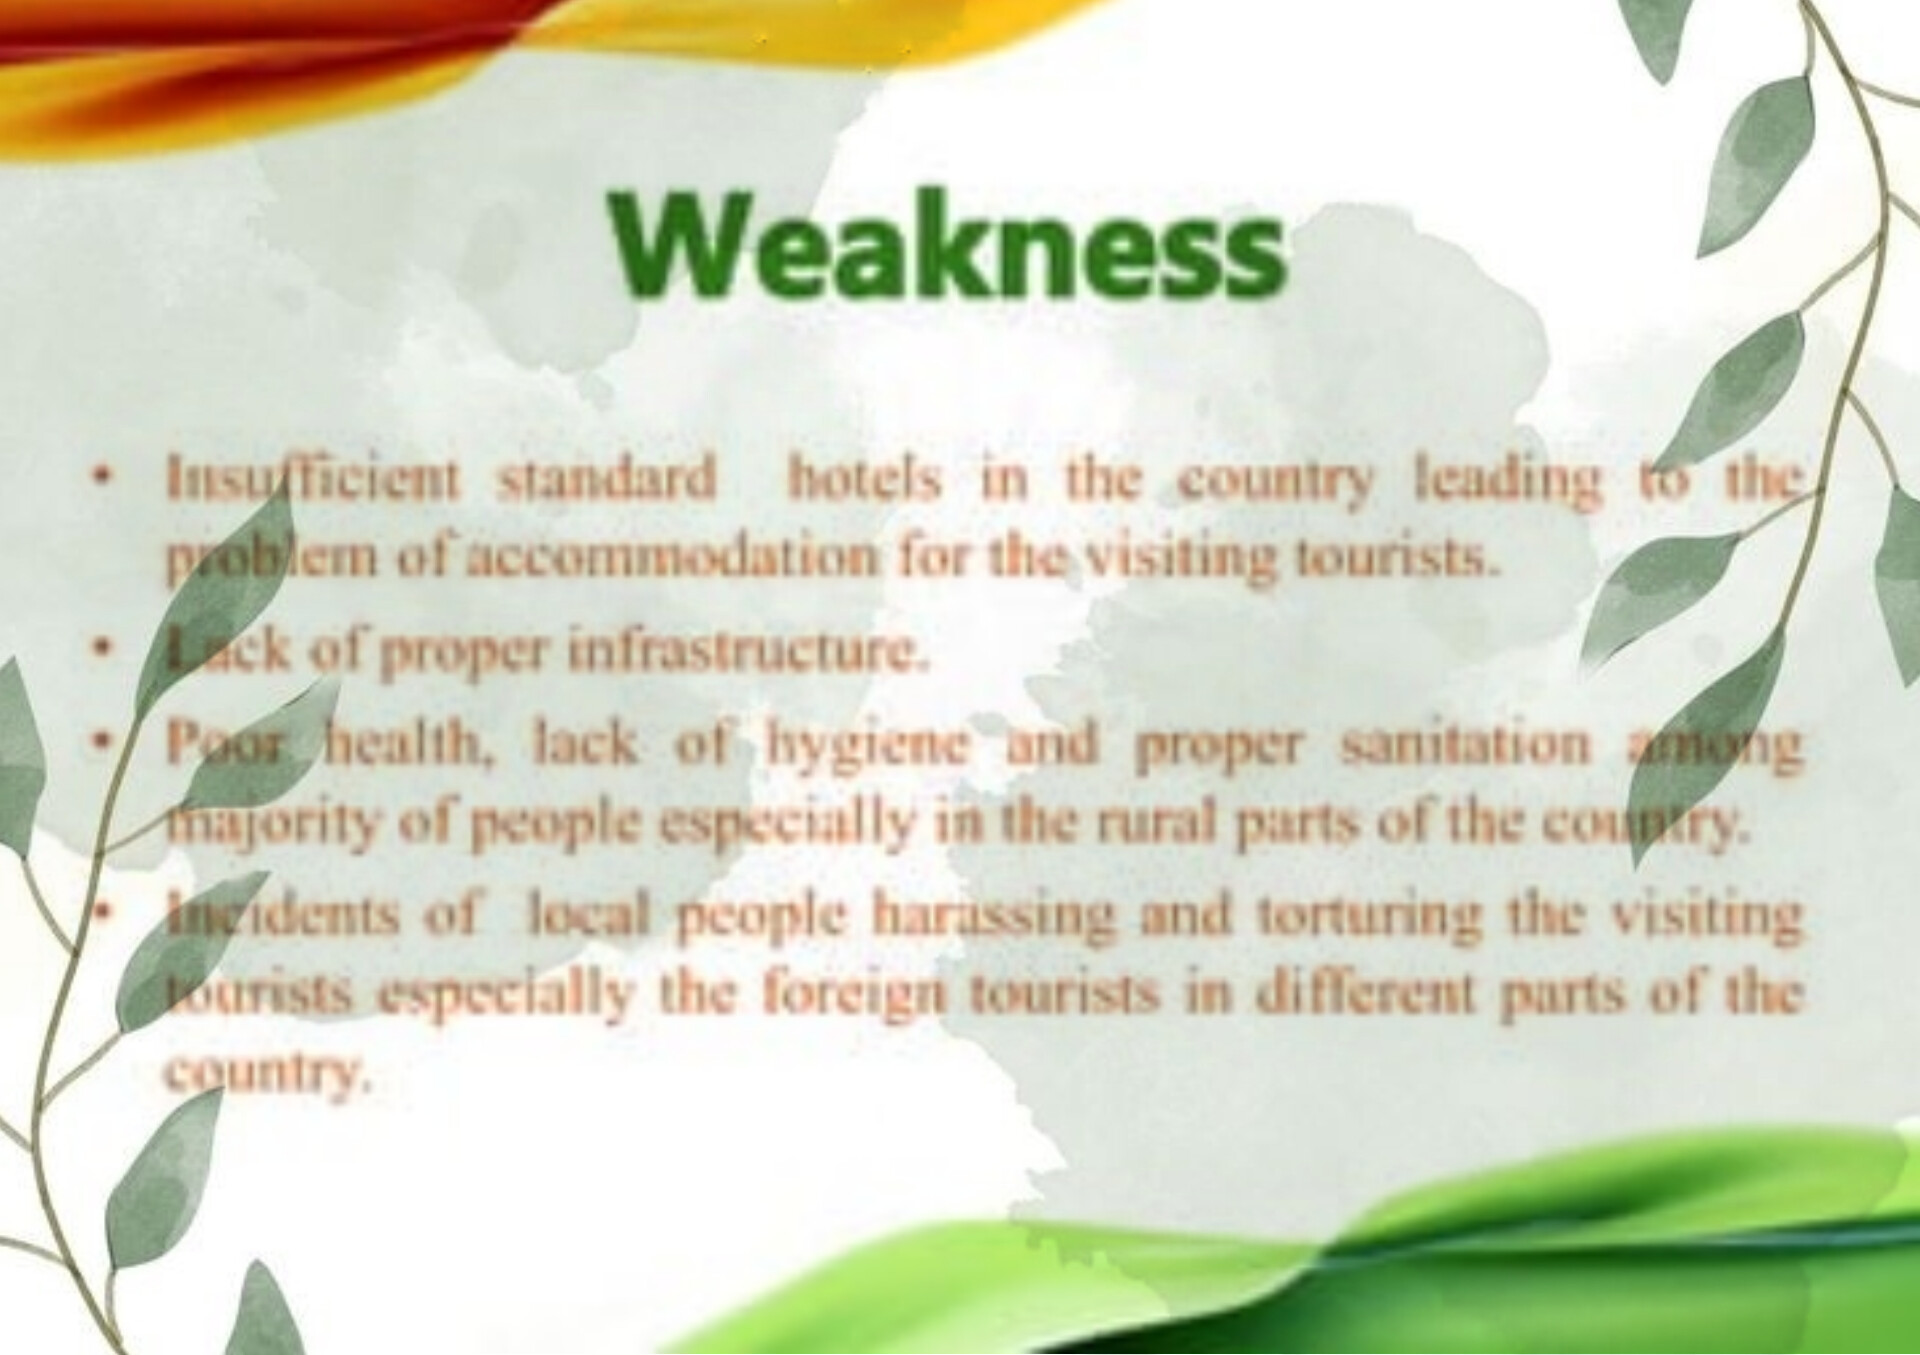 Weakness
• Insufficient standard hotels in the country leading to the
problem of accommodation for the visiting tourists.
• Lack of proper infrastructure.
• Poor health, lack of hygiene and proper sanitation among
majority of people especially in the rural parts of the country.
• Incidents of local people harassing and torturing the visiting
tourists especially the foreign tourists in different parts of the
country.